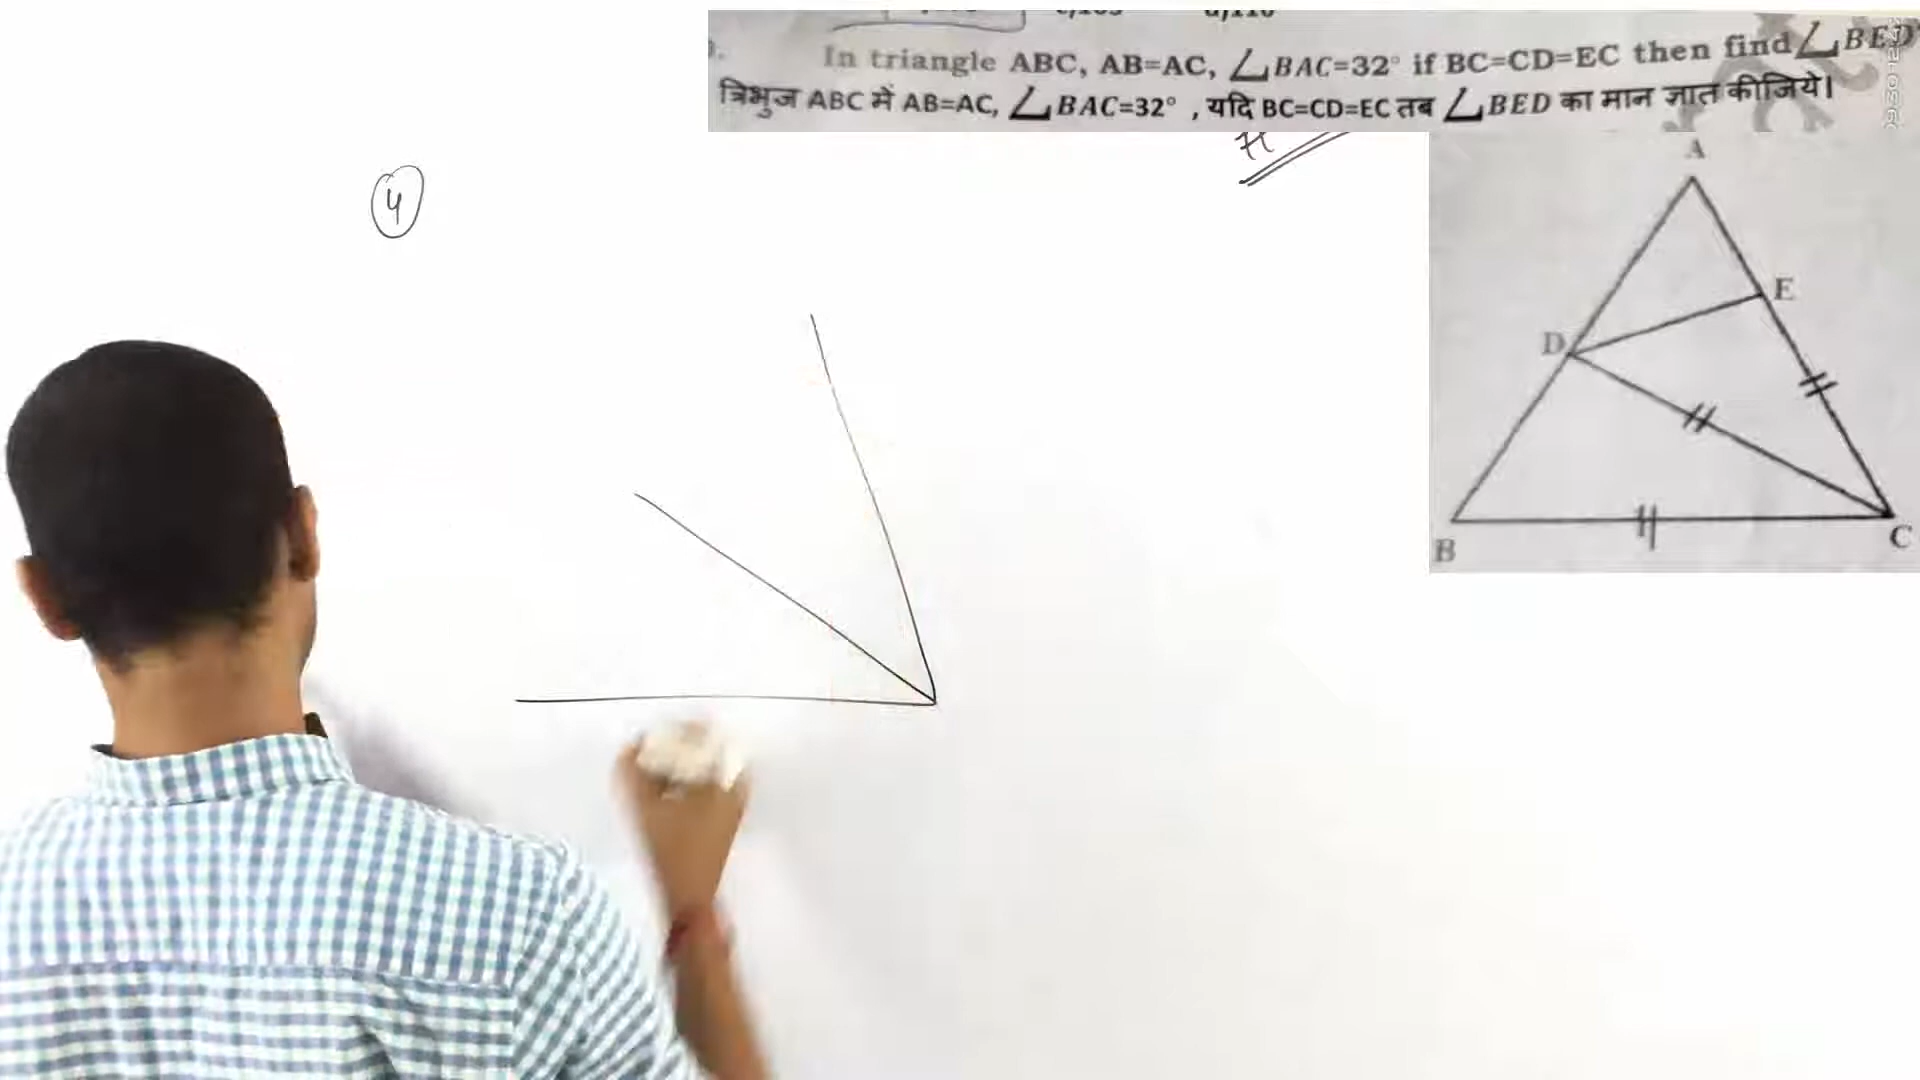 In triangle ABC, AB=AC, ∠BAC=32° if BC=CD=EC then find ∠BED
त्रिभुज ABC में AB=AC, ∠BAC=32° , यदि BC=CD=EC तब ∠BED का मान ज्ञात कीजिये।
4
A
E
D
B
C